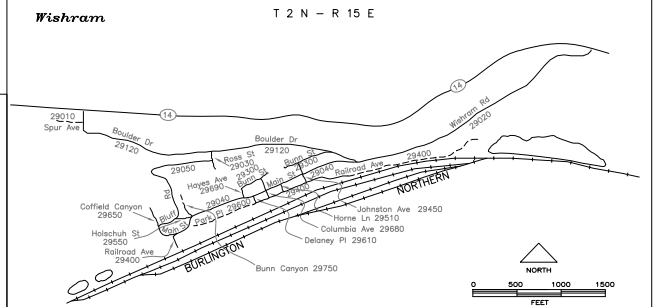 Wishram
T 2 N – R 15 E
14
14
29010
Spur Ave
Boulder Dr
29120
Boulder Dr
29120
Wishram Rd
29020
Ross St
29030
29050
Hayes Ave
29690
29300
Bunn St
Bunn St
29300
29040
Main St
Railroad Ave
29400
29400
29040
Park Pl 29600
Bluff
Rd
Main St
Coffield Canyon
29650
Holschuh St
29550
Railroad Ave
29400
BURLINGTON
NORTHERN
Johnston Ave 29450
Horne Ln 29510
Columbia Ave 29680
Delaney Pl 29610
Bunn Canyon 29750
NORTH
0 500 1000 1500
FEET